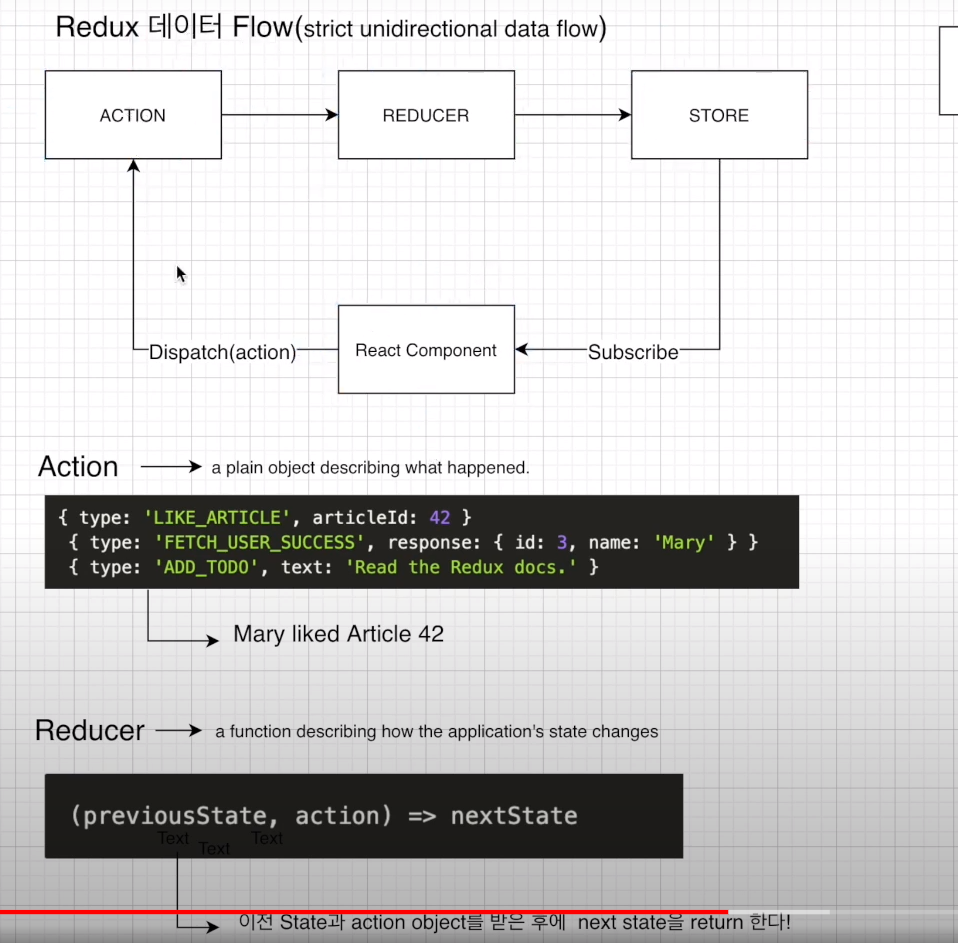 Redux 데이터 Flow(strict unidirectional data flow)
ACTION
REDUCER
STORE
Dispatch(action)
React Component
Subscribe
Action
a plain object describing what happened.
{ type: 'LIKE_ARTICLE', articleId: 42 }
{ type: 'FETCH_USER_SUCCESS', response: { id: 3, name: 'Mary' } }
{ type: 'ADD_TODO', text: 'Read the Redux docs.' }
Mary liked Article 42
Reducer
a function describing how the application's state changes
(previousState, action) => nextState
Text
Text
Text
이전 State과 action object를 받은 후에 next state을 return 한다!